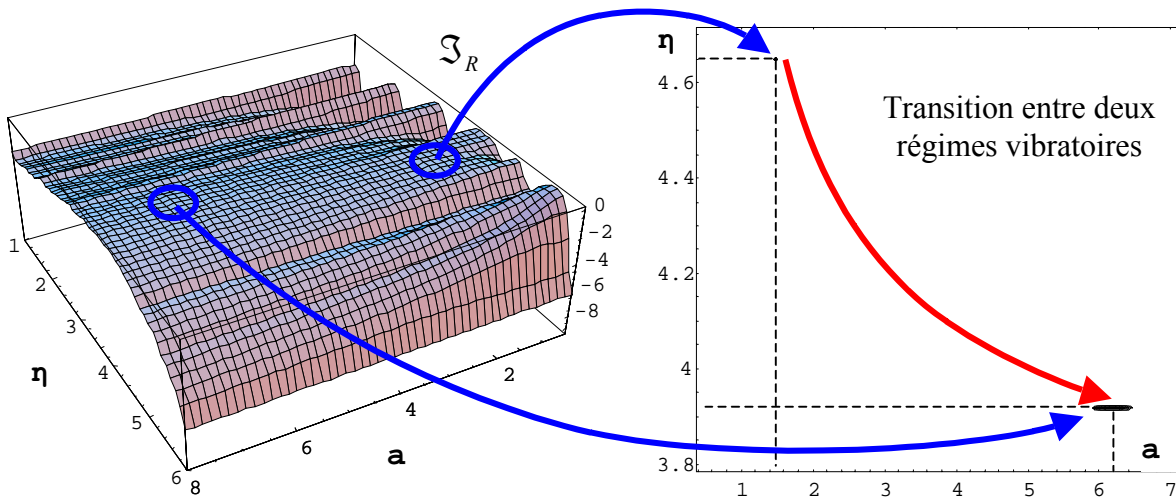 ℑR
η
4.6
Transition entre deux
régimes vibratoires
4.4
4.2
4
3.8
a
1 2 3 4 5 6 7
0
-2
-4
-6
-8
1
2
3
4
5
6
η
2
4
6
8
a